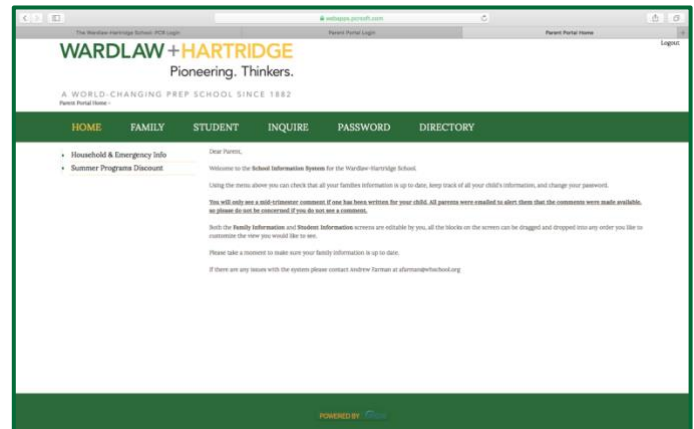 webapps.pcrsoft.com
The Wardlaw-Hartridge School: PCR Login
Parent Portal Login
Parent Portal Home
Logout
WARDLAW+HARTRIDGE
Pioneering. Thinkers.
A WORLD-CHANGING PREP SCHOOL SINCE 1882
Parent Portal Home -
HOME FAMILY STUDENT INQUIRE PASSWORD DIRECTORY
Household & Emergency Info
Summer Programs Discount
Dear Parent,
Welcome to the School Information System for the Wardlaw-Hartridge School.
Using the menu above you can check that all your families information is up to date, keep track of all your child's information, and change your password.
You will only see a mid-trimester comment if one has been written for your child. All parents were emailed to alert them that the comments were made available,
so please do not be concerned if you do not see a comment.
Both the Family Information and Student Information screens are editable by you, all the blocks on the screen can be dragged and dropped into any order you like to
customize the view you would like to see.
Please take a moment to make sure your family information is up to date.
If there are any issues with the system please contact Andrew Farman at afarman@whschool.org
POWERED BY